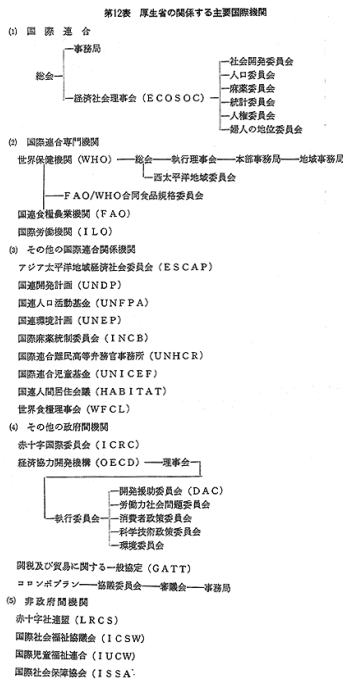 第12表 厚生省の関係する主要国際機関
(1) 国際連合
事務局
総会
経済社会理事会(ECOSOC)
社会開発委員会
人口委員会
麻薬委員会
統計委員会
人権委員会
婦人の地位委員会
(2) 国際連合専門機関
世界保健機関(WHO) 総会 執行理事会 本部事務局 地域事務局
西太平洋地域委員会
FAO/WHO合同食品規格委員会
国連食糧農業機関(FAO)
国際労働機関(ILO)
(3) その他の国際連合関係機関
アジア太平洋地域経済社会委員会(ESCAP)
国連開発計画(UNDP)
国連人口活動基金(UNFPA)
国連環境計画(UNEP)
国際麻薬統制委員会(INCB)
国際連合難民高等弁務官事務所(UNHCR)
国際連合児童基金(UNICEF)
国連人間居住会議(HABITAT)
世界食糧理事会(WFCL)
(4) その他の政府間機関
赤十字国際委員会(ICRC)
経済協力開発機構(OECD) 理事会
執行委員会
開発援助委員会(DAC)
労働力社会問題委員会
消費者政策委員会
科学技術政策委員会
環境委員会
関税及び貿易に関する一般協定(GATT)
コロンボプラン 協議委員会 審議会 事務局
(5) 非政府間機関
赤十字社連盟(LRCS)
国際社会福祉協議会(ICSW)
国際児童福祉連合(IUCW)
国際社会保障協会(ISSA)